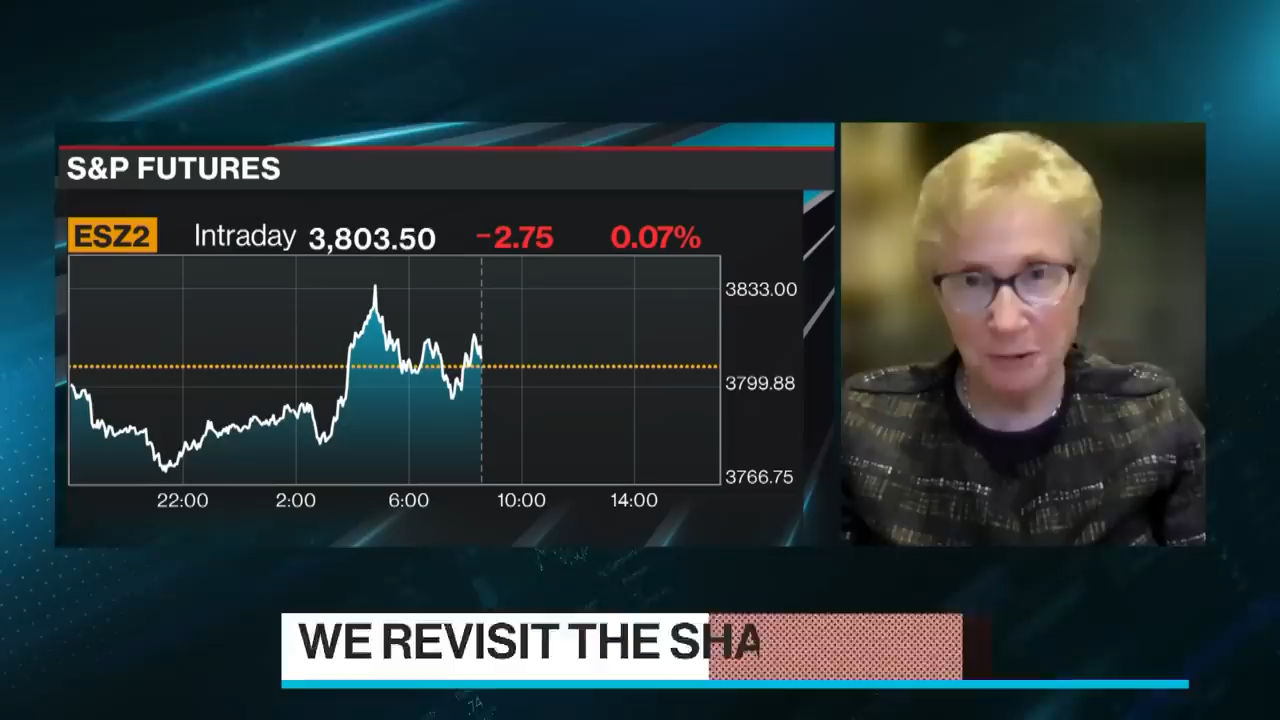 S&P FUTURES
ESZ2 Intraday 3,803.50 -2.75 0.07%
3833.00
3799.88
3766.75
22:00 2:00 6:00 10:00 14:00
WE REVISIT THE SHA